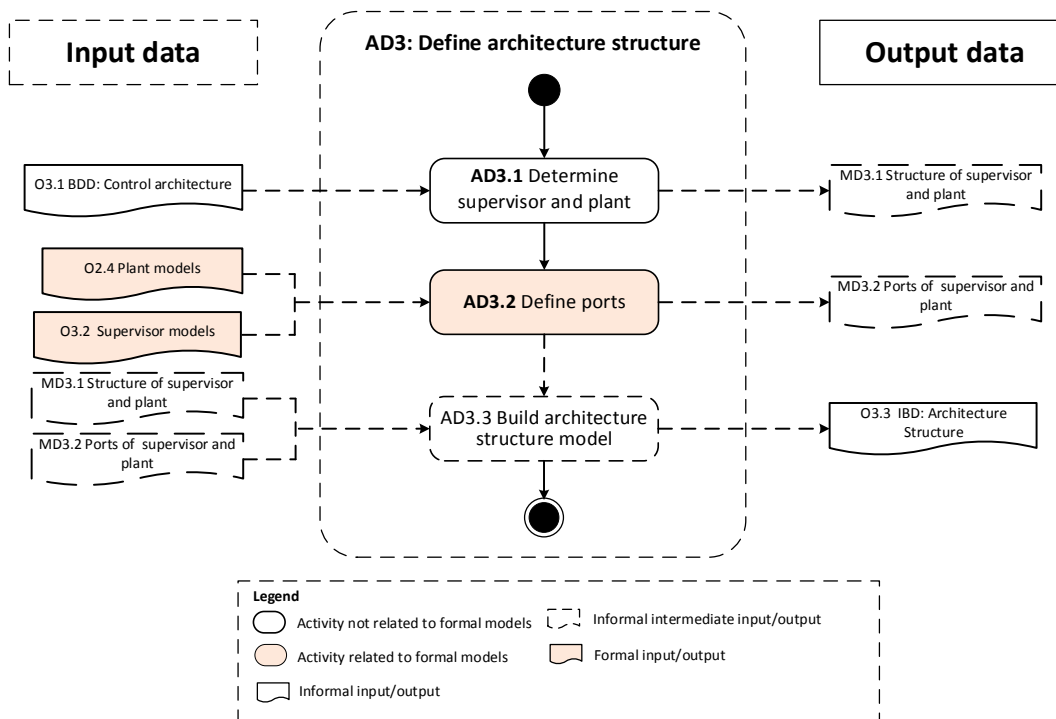 Input data
AD3: Define architecture structure
Output data
O3.1 BDD: Control architecture
AD3.1 Determine
supervisor and plant
MD3.1 Structure of supervisor
and plant
O2.4 Plant models
O3.2 Supervisor models
AD3.2 Define ports
MD3.2 Ports of supervisor and
plant
MD3.1 Structure of supervisor
and plant
MD3.2 Ports of supervisor and
plant
AD3.3 Build architecture
structure model
O3.3 IBD: Architecture
Structure
Legend
Activity not related to formal models
Informal intermediate input/output
Activity related to formal models
Formal input/output
Informal input/output